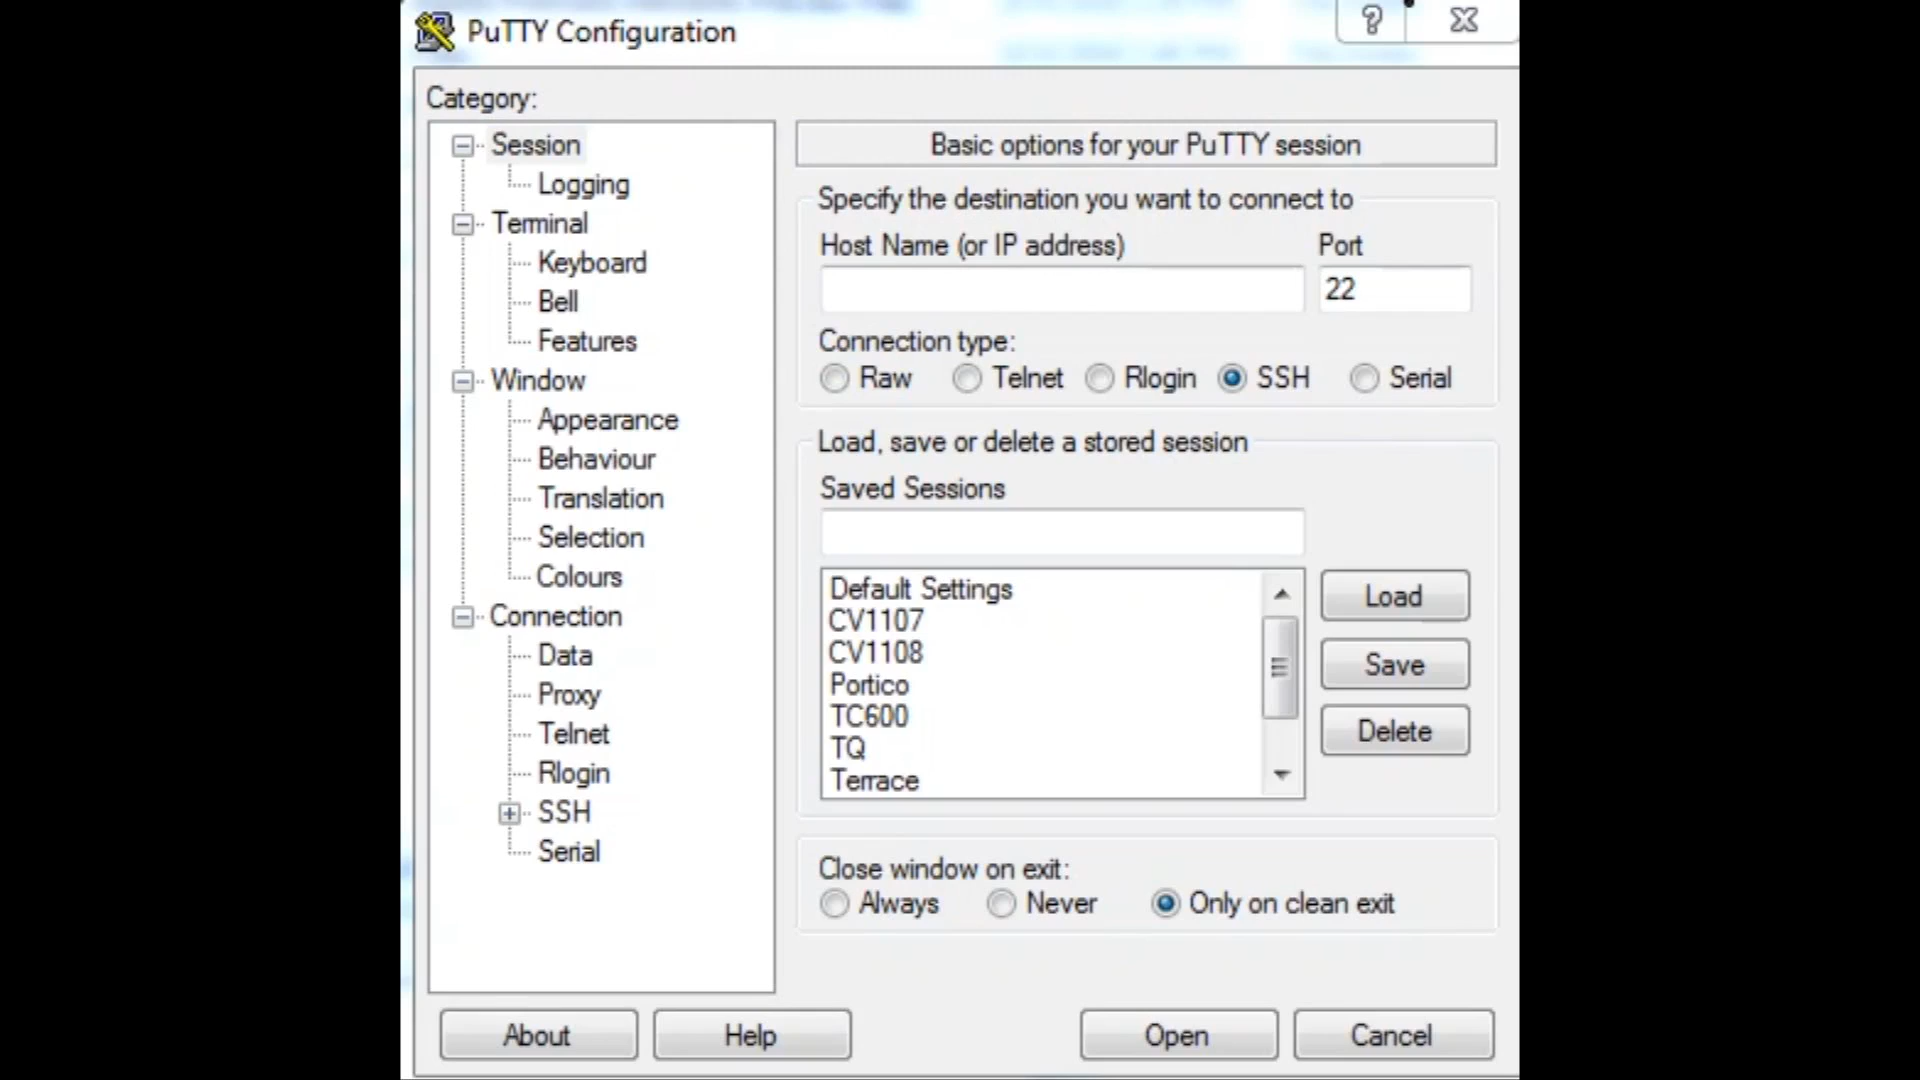 PuTTY Configuration
?
Category:
Session
Logging
Terminal
Keyboard
Bell
Features
Window
Appearance
Behaviour
Translation
Selection
Colours
Connection
Data
Proxy
Telnet
Rlogin
SSH
Serial
Basic options for your PuTTY session
Specify the destination you want to connect to
Host Name (or IP address) Port
22
Connection type:
Raw Telnet Rlogin SSH Serial
Load, save or delete a stored session
Saved Sessions
Default Settings
CV1107
CV1108
Portico
TC600
TQ
Terrace
Load
Save
Delete
Close window on exit:
Always Never Only on clean exit
About Help Open Cancel